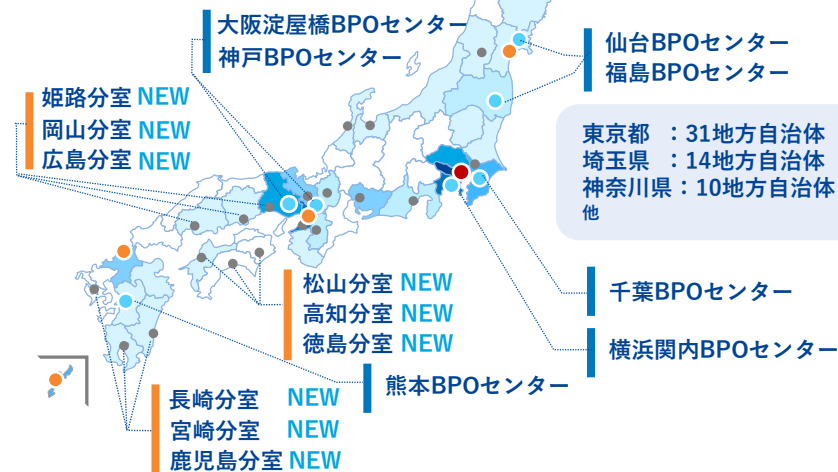 大阪淀屋橋BPOセンター
神戸BPOセンター
仙台BPOセンター
福島BPOセンター
姫路分室 NEW
岡山分室 NEW
広島分室 NEW
東京都 ：31地方自治体
埼玉県 ：14地方自治体
神奈川県：10地方自治体
他
松山分室 NEW
高知分室 NEW
徳島分室 NEW
千葉BPOセンター
横浜関内BPOセンター
熊本BPOセンター
長崎分室 NEW
宮崎分室 NEW
鹿児島分室 NEW